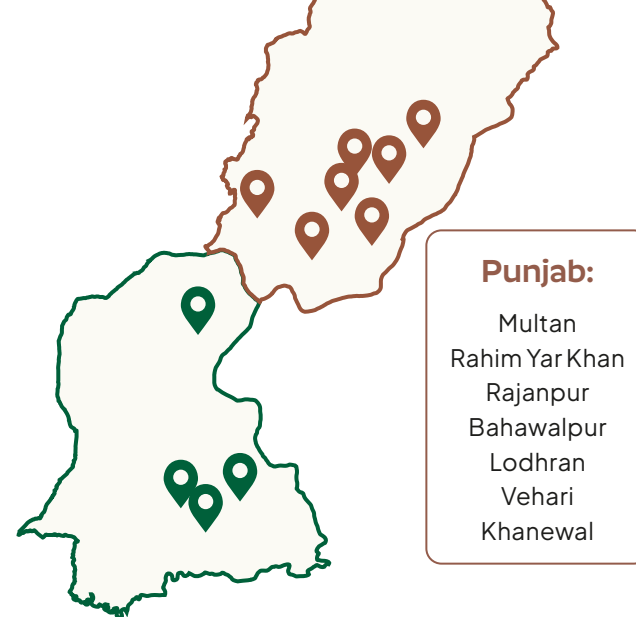 Punjab:
Multan
Rahim Yar Khan
Rajanpur
Bahawalpur
Lodhran
Vehari
Khanewal